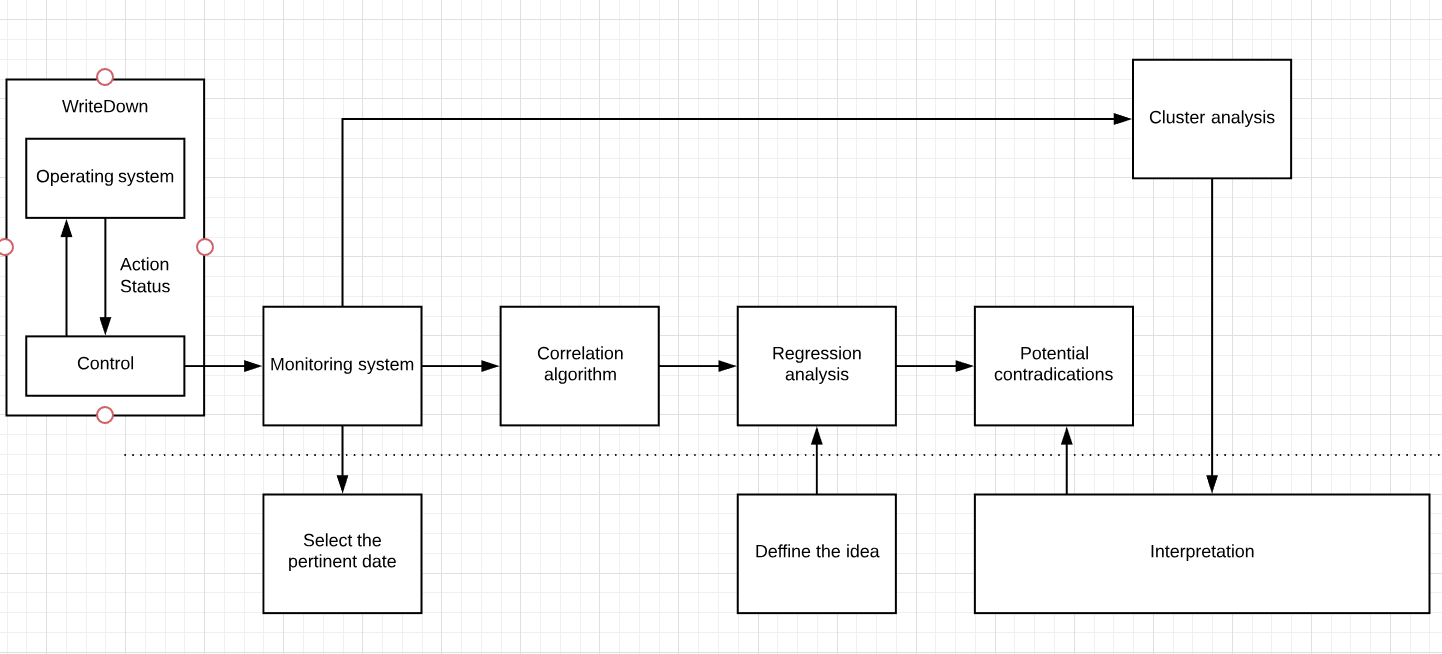 WriteDown
Operating system
Action
Status
Control
Monitoring system
Correlation
algorithm
Regression
analysis
Potential
contradications
Cluster analysis
Select the
pertinent date
Deffine the idea
Interpretation